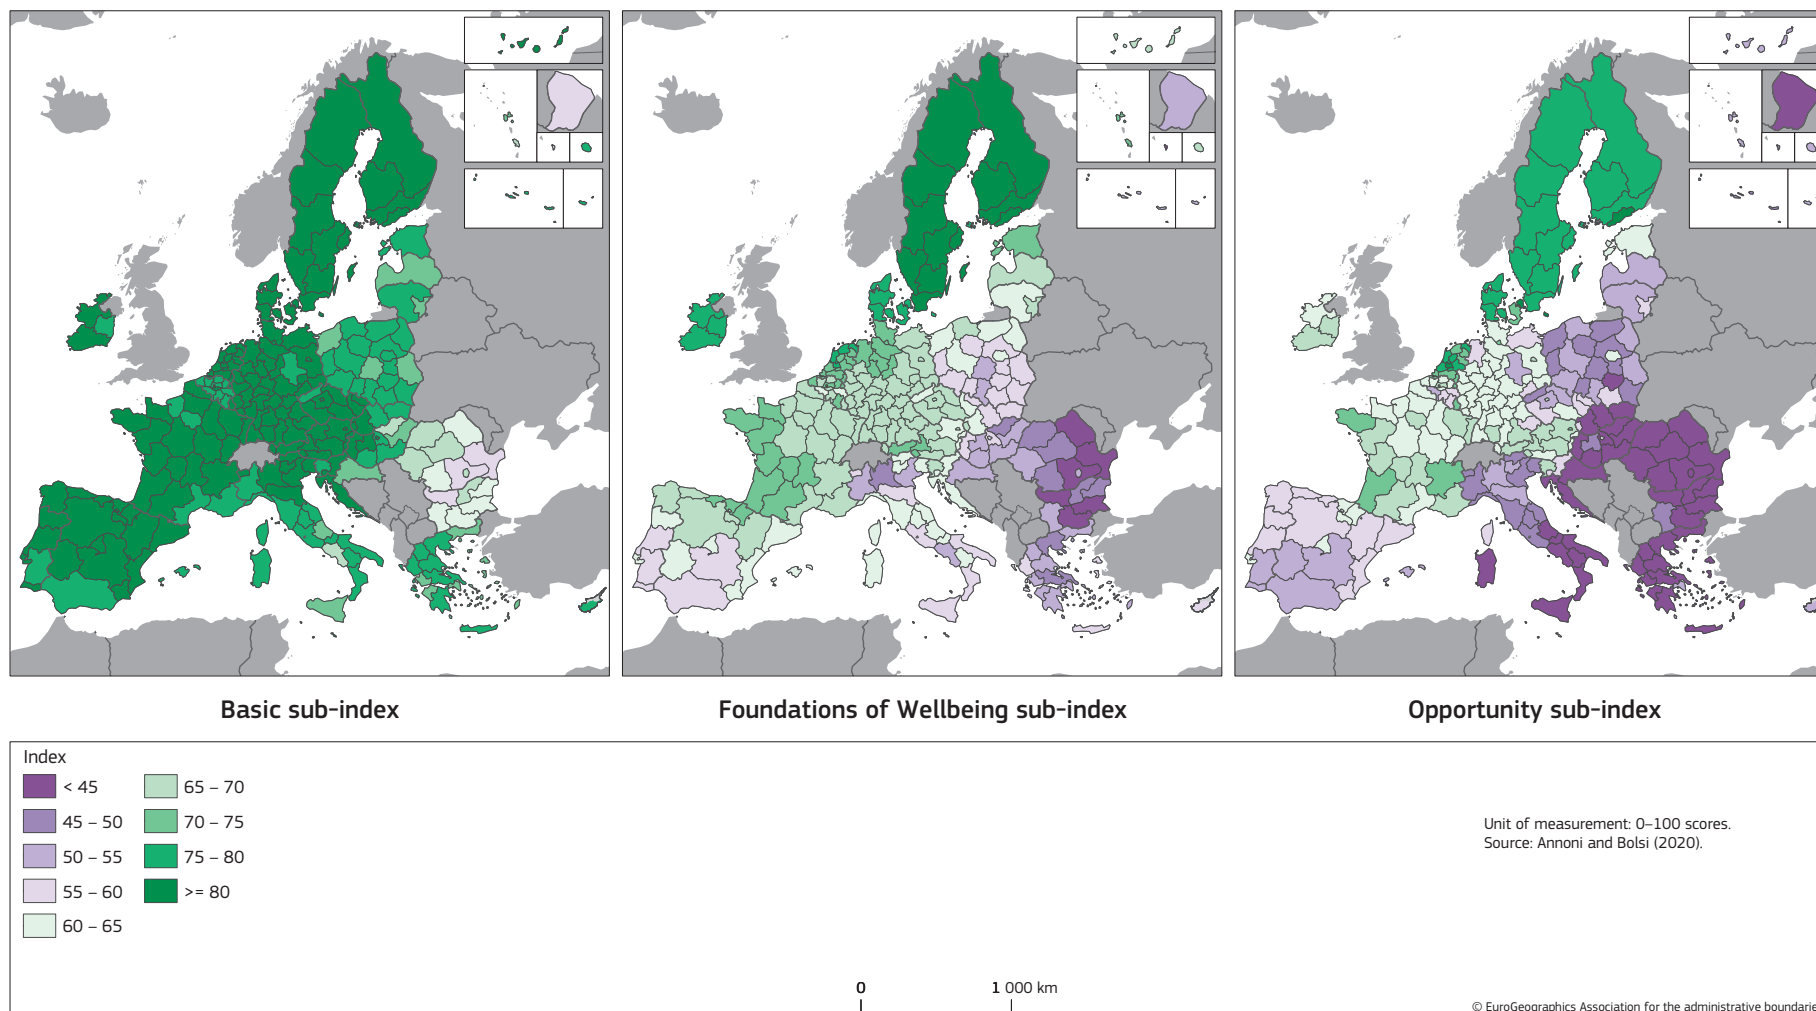 Basic sub-index
Foundations of Wellbeing sub-index
Opportunity sub-index
Index
< 45
45 – 50
50 – 55
55 – 60
60 – 65
65 – 70
70 – 75
75 – 80
>= 80
Unit of measurement: 0–100 scores.
Source: Annoni and Bolsi (2020).
0
1 000 km
© EuroGeographics Association for the administrative boundarie